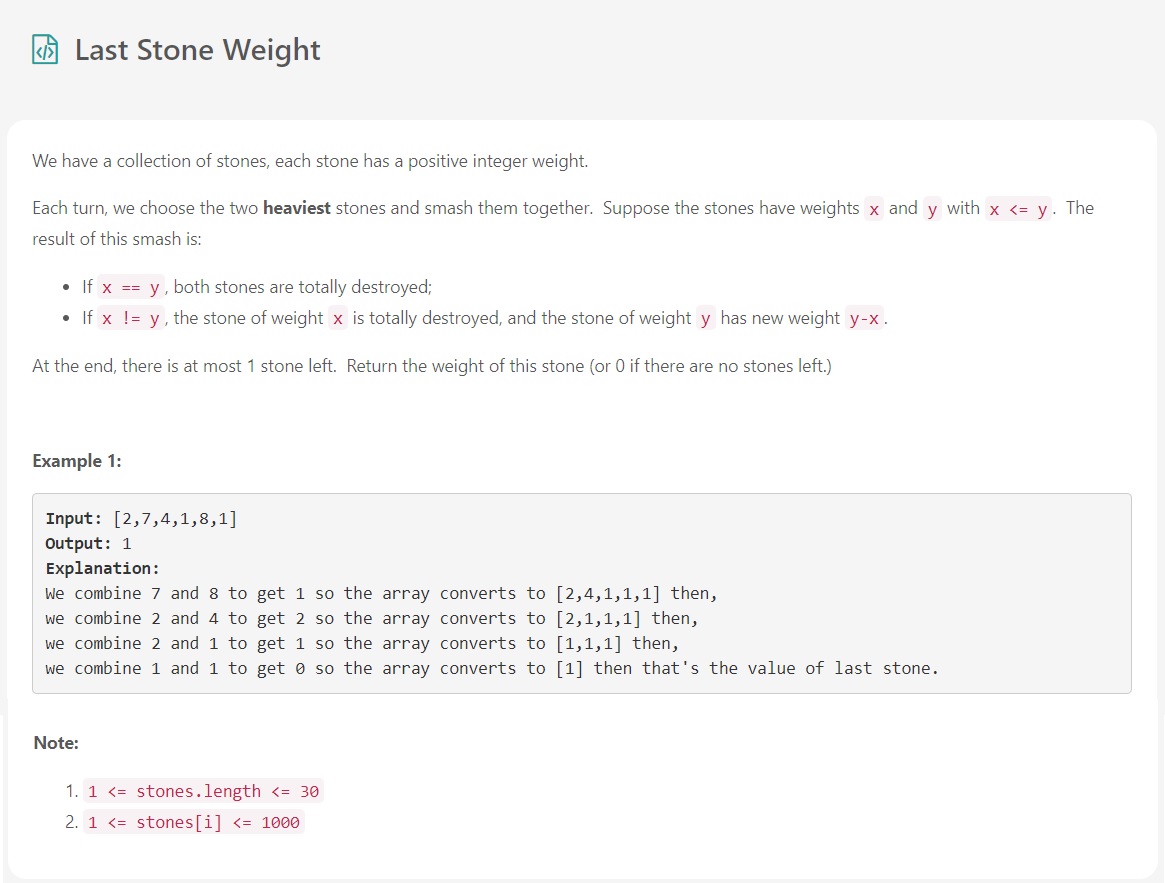 Last Stone Weight
We have a collection of stones, each stone has a positive integer weight.
Each turn, we choose the two heaviest stones and smash them together.  Suppose the stones have weights x and y with x <= y.  The
result of this smash is:
• If x == y, both stones are totally destroyed;
• If x != y, the stone of weight x is totally destroyed, and the stone of weight y has new weight y-x.
At the end, there is at most 1 stone left.  Return the weight of this stone (or 0 if there are no stones left.)
Example 1:
Input: [2,7,4,1,8,1]
Output: 1
Explanation:
We combine 7 and 8 to get 1 so the array converts to [2,4,1,1,1] then,
we combine 2 and 4 to get 2 so the array converts to [2,1,1,1] then,
we combine 2 and 1 to get 1 so the array converts to [1,1,1] then,
we combine 1 and 1 to get 0 so the array converts to [1] then that's the value of last stone.
Note:
1. 1 <= stones.length <= 30
2. 1 <= stones[i] <= 1000